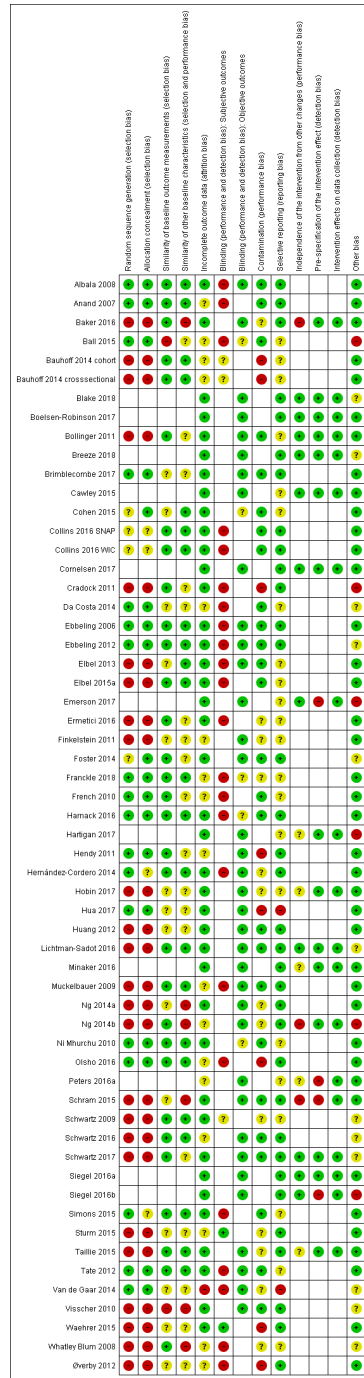 Random sequence generation (selection bias)
Allocation concealment (selection bias)
Similarity of baseline outcome measurements (selection bias)
Similarity of other baseline characteristics (selection and performance bias)
Incomplete outcome data (attrition bias)
Blinding (performance and detection bias): Subjective outcomes
Blinding (performance and detection bias): Objective outcomes
Contamination (performance bias)
Selective reporting (reporting bias)
Independence of the intervention from other changes (performance bias)
Pre-specification of the intervention effect (detection bias)
Intervention effects on data collection (detection bias)
Other bias
Albala 2008
Anand 2007
Baker 2016
Ball 2015
Bauhoff 2014 cohort
Bauhoff 2014 crosssectional
Blake 2018
Boelsen-Robinson 2017
Bollinger 2011
Breeze 2018
Brimblecombe 2017
Cawley 2015
Cohen 2015
Collins 2016 SNAP
Collins 2016 WIC
Cornelsen 2017
Cradock 2011
Da Costa 2014
Ebbeling 2006
Ebbeling 2012
Elbel 2013
Elbel 2015a
Emerson 2017
Ermetici 2016
Finkelstein 2011
Foster 2014
Franckle 2018
French 2010
Harnack 2016
Hartigan 2017
Hendy 2011
Hernández-Cordero 2014
Hobin 2017
Hua 2017
Huang 2012
Lichtman-Sadot 2016
Minaker 2016
Muckelbauer 2009
Ng 2014a
Ng 2014b
Ni Mhurchu 2010
Olsho 2016
Peters 2016a
Schram 2015
Schwartz 2009
Schwartz 2016
Schwartz 2017
Siegel 2016a
Siegel 2016b
Simons 2015
Sturm 2015
Taillie 2015
Tate 2012
Van de Gaar 2014
Visscher 2010
Waehrer 2015
Whatley Blum 2008
Øverby 2012